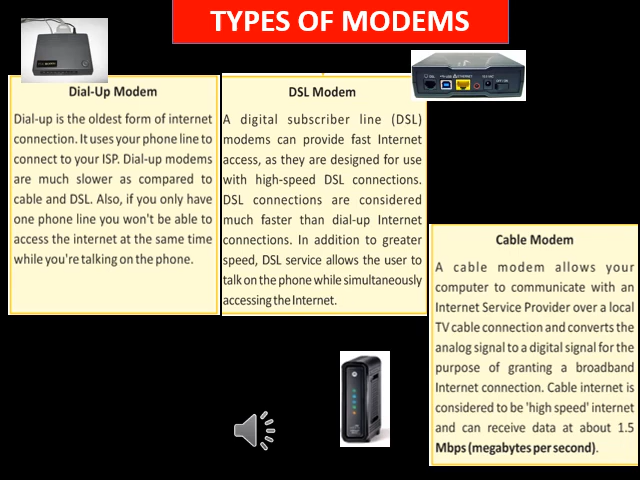 TYPES OF MODEMS
Dial-Up Modem
Dial-up is the oldest form of internet
connection. It uses your phone line to
connect to your ISP. Dial-up modems
are much slower as compared to
cable and DSL. Also, if you only have
one phone line you won't be able to
access the internet at the same time
while you're talking on the phone.
DSL Modem
A digital subscriber line (DSL)
modems can provide fast Internet
access, as they are designed for use
with high-speed DSL connections.
DSL connections are considered
much faster than dial-up Internet
connections. In addition to greater
speed, DSL service allows the user to
talk on the phone while simultaneously
accessing the Internet.
Cable Modem
A cable modem allows your
computer to communicate with an
Internet Service Provider over a local
TV cable connection and converts the
analog signal to a digital signal for the
purpose of granting a broadband
Internet connection. Cable internet is
considered to be 'high speed' internet
and can receive data at about 1.5
Mbps (megabytes per second).